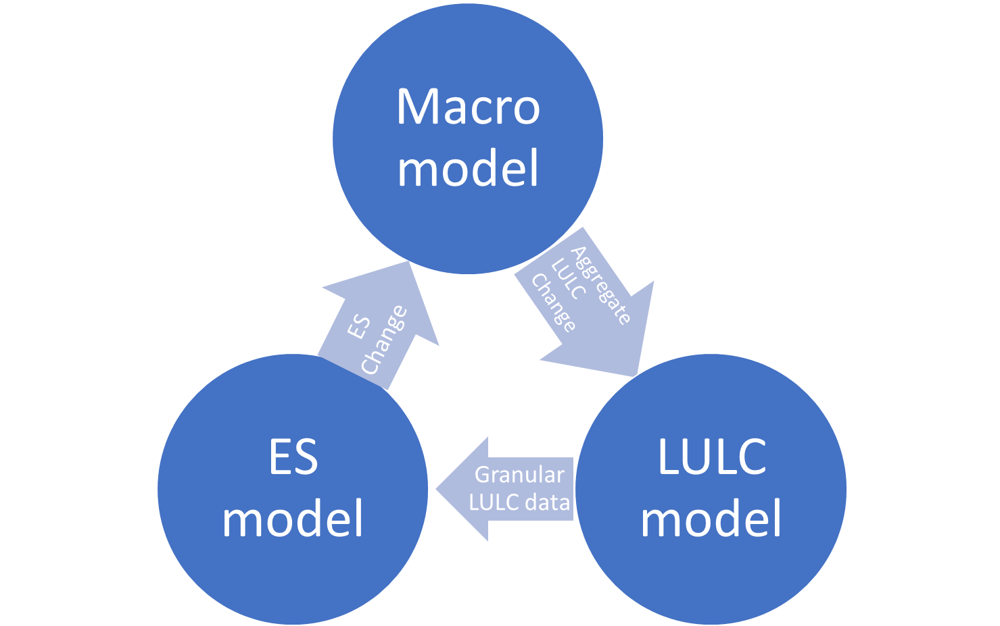 Macro
model
Aggregate
LULC
Change
ES
Change
ES
model
Granular
LULC data
LULC
model